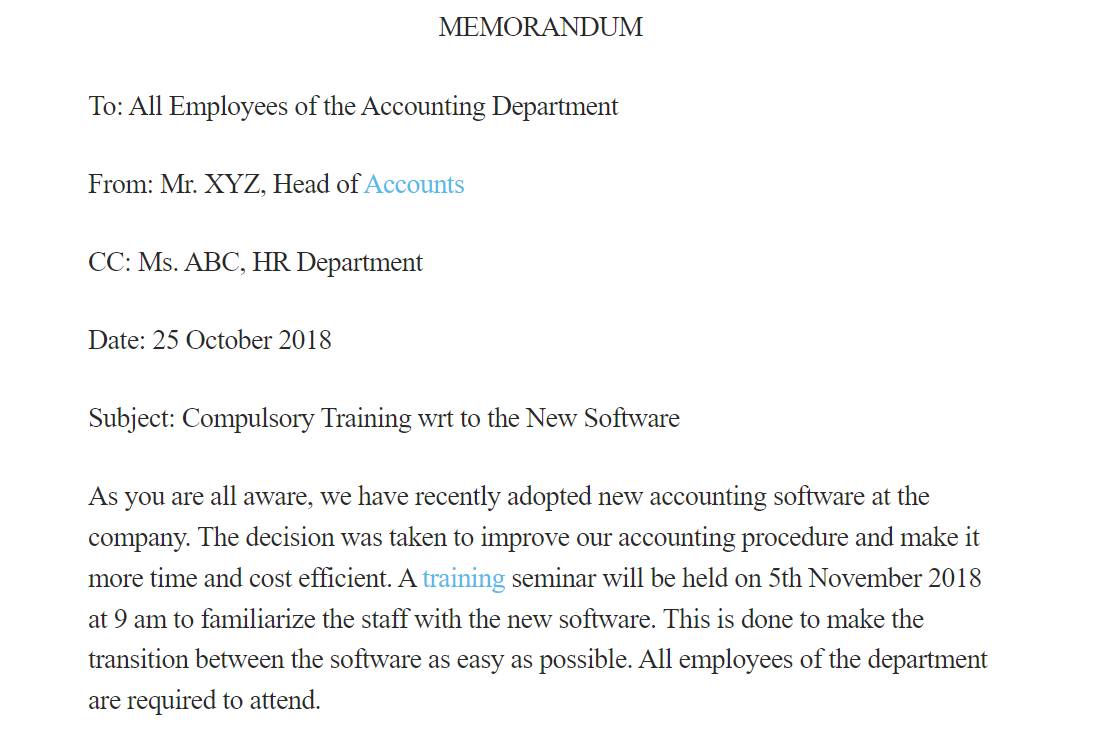 MEMORANDUM
To: All Employees of the Accounting Department
From: Mr. XYZ, Head of Accounts
CC: Ms. ABC, HR Department
Date: 25 October 2018
Subject: Compulsory Training wrt to the New Software
As you are all aware, we have recently adopted new accounting software at the
company. The decision was taken to improve our accounting procedure and make it
more time and cost efficient. A training seminar will be held on 5th November 2018
at 9 am to familiarize the staff with the new software. This is done to make the
transition between the software as easy as possible. All employees of the department
are required to attend.